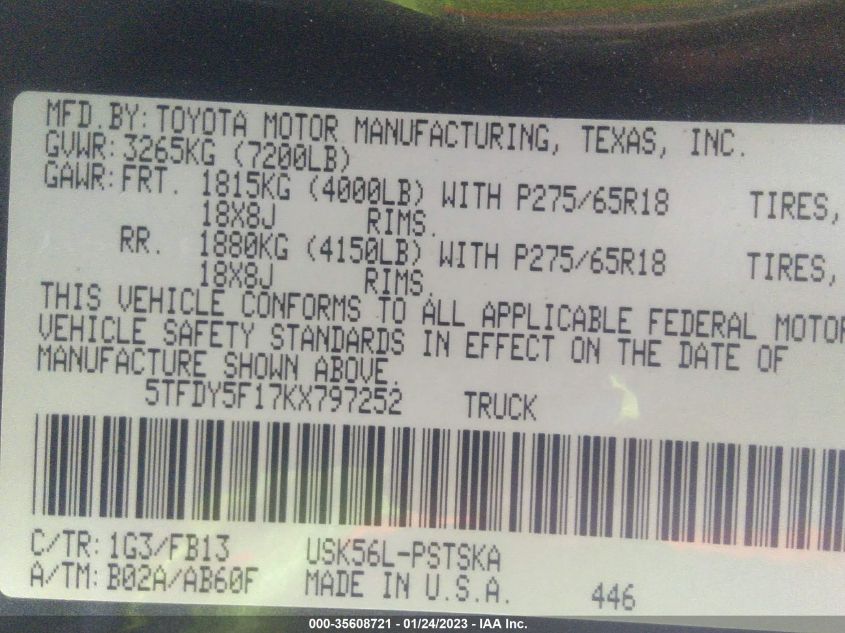 MFD.BY: TOYOTA MOTOR MANUFACTURING, TEXAS, INC.
GVWR: 3265KG (7200LB)
GAWR: FRT. 1815KG (4000LB) WITH P275/65R18 TIRES,
18X8J RIMS.
RR. 1880KG (4150LB) WITH P275/65R18 TIRES,
18X8J RIMS.
THIS VEHICLE CONFORMS TO ALL APPLICABLE FEDERAL MOTOR
VEHICLE SAFETY STANDARDS IN EFFECT ON THE DATE OF
MANUFACTURE SHOWN ABOVE.
5TFDY5F17KX797252 TRUCK
C/TR: 1G3/FB13 USK56L-PSTSKA
A/TM: B02A/AB60F MADE IN U.S.A. 446
000-35608721 - 01/24/2023 - IAA Inc.